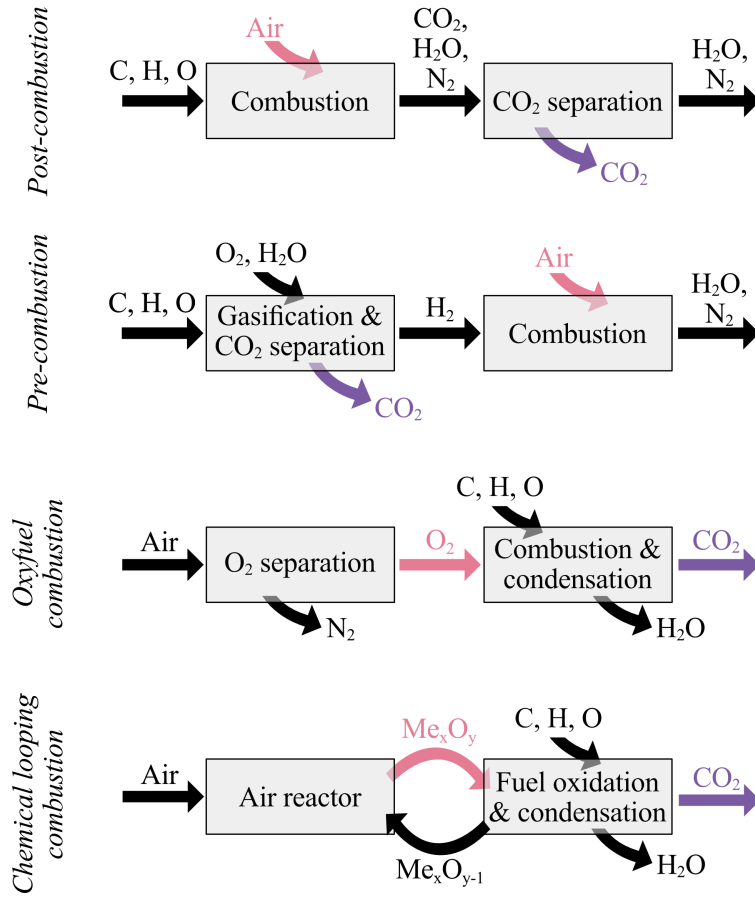 Post-combustion
C, H, O
Air
Combustion
CO₂,
H₂O,
N₂
CO₂ separation
CO₂
H₂O,
N₂
Pre-combustion
C, H, O
O₂, H₂O
Gasification &
CO₂ separation
CO₂
H₂
Air
Combustion
H₂O,
N₂
Oxyfuel
combustion
Air
O₂ separation
N₂
O₂
C, H, O
Combustion &
condensation
H₂O
CO₂
Chemical looping
combustion
Air
Air reactor
MeₓOᵧ
MeₓOᵧ₋₁
C, H, O
Fuel oxidation
& condensation
H₂O
CO₂